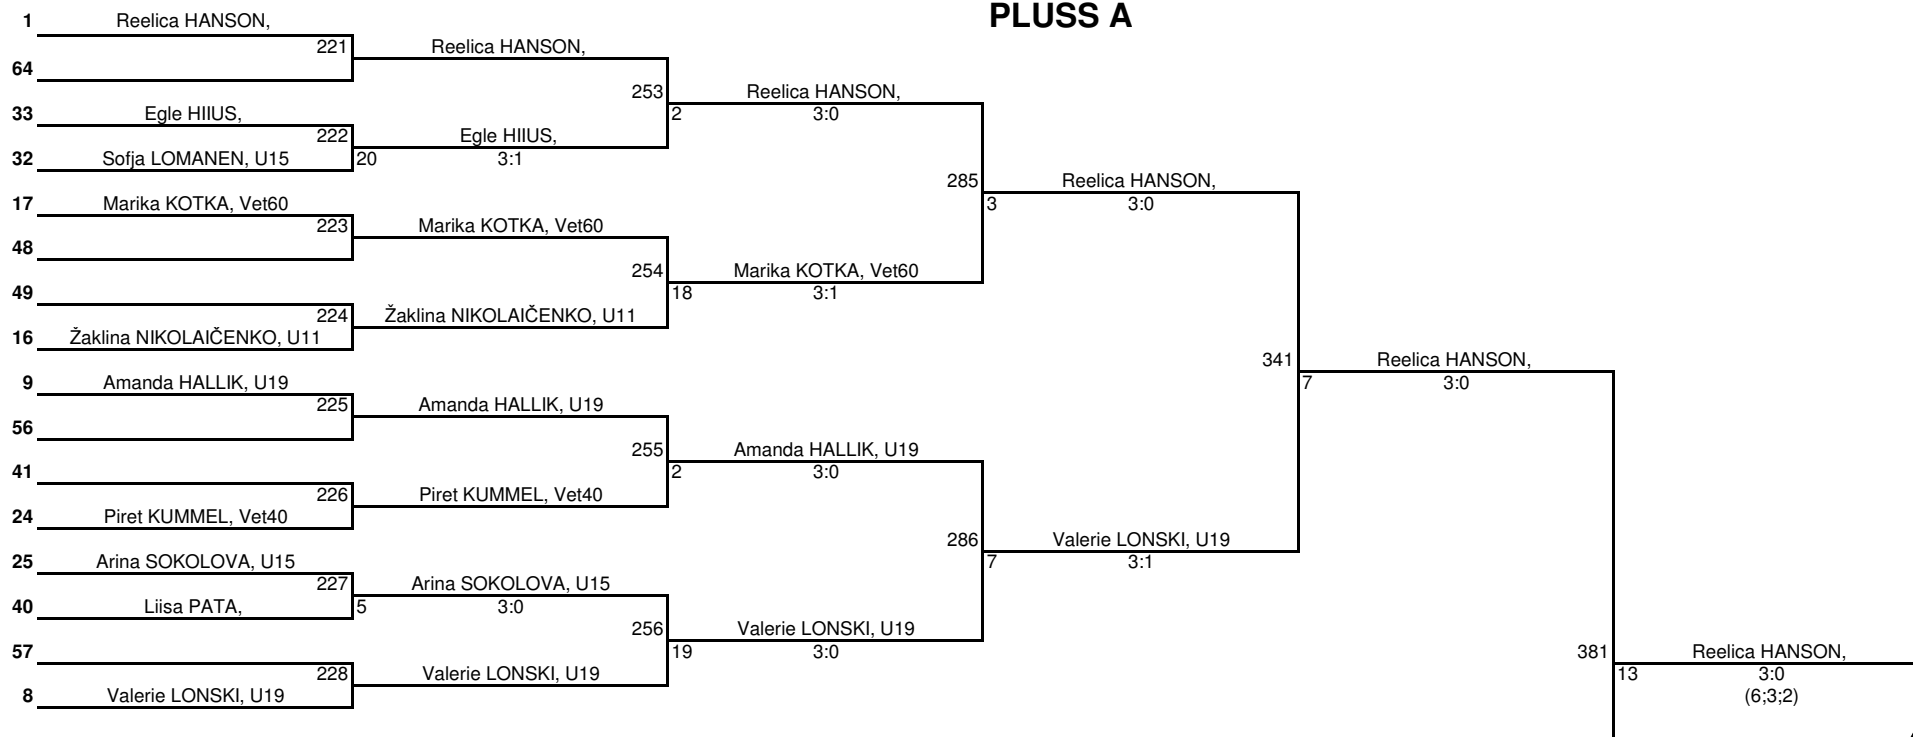 PLUSS A
1 Reelica HANSON,
221 Reelica HANSON,
64
253 Reelica HANSON,
33 Egle HIIUS,
2 3:0
222 Egle HIIUS,
32 Sofja LOMANEN, U15
20 3:1
285 Reelica HANSON,
17 Marika KOTKA, Vet60
3 3:0
223 Marika KOTKA, Vet60
48
254 Marika KOTKA, Vet60
49
18 3:1
224 Žaklina NIKOLAIČENKO, U11
16 Žaklina NIKOLAIČENKO, U11
341 Reelica HANSON,
9 Amanda HALLIK, U19
7 3:0
225 Amanda HALLIK, U19
56
255 Amanda HALLIK, U19
41
2 3:0
226 Piret KUMMEL, Vet40
24 Piret KUMMEL, Vet40
286 Valerie LONSKI, U19
25 Arina SOKOLOVA, U15
7 3:1
227 Arina SOKOLOVA, U15
40 Liisa PATA,
5 3:0
256 Valerie LONSKI, U19
57
19 3:0
381 Reelica HANSON,
228 Valerie LONSKI, U19
13 3:0
8 Valerie LONSKI, U19
(6;3;2)